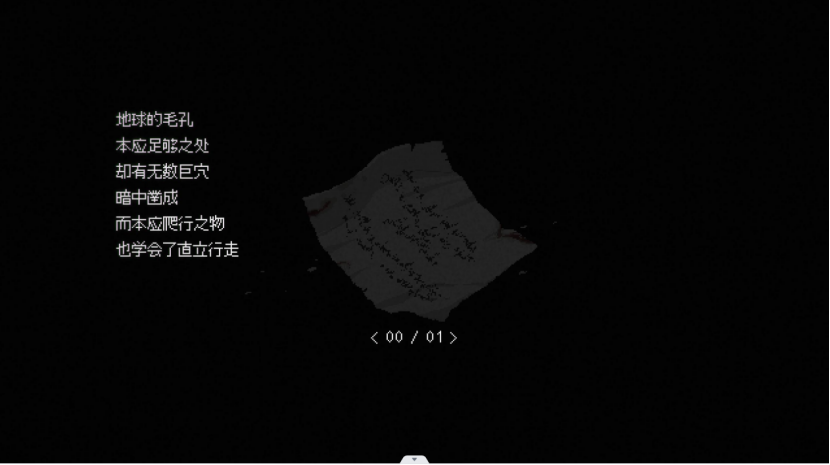 地球的毛孔
本应足够之处
却有无数巨穴
暗中凿成
而本应爬行之物
也学会了直立行走
< 00 / 01 >